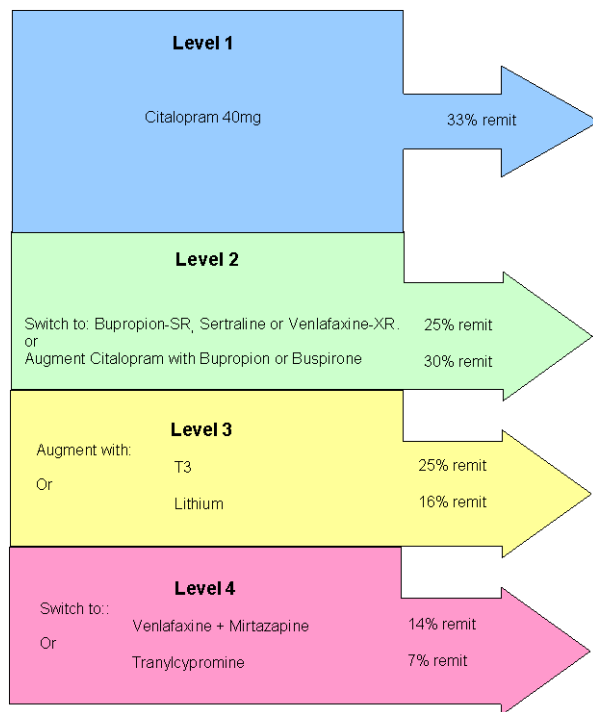 Level 1
Citalopram 40mg
33% remit
Level 2
Switch to: Bupropion-SR, Sertraline or Venlafaxine-XR.
25% remit
or
Augment Citalopram with Bupropion or Buspirone
30% remit
Level 3
Augment with:
T3
25% remit
Or
Lithium
16% remit
Level 4
Switch to::
Venlafaxine + Mirtazapine
14% remit
Or
Tranylcypromine
7% remit